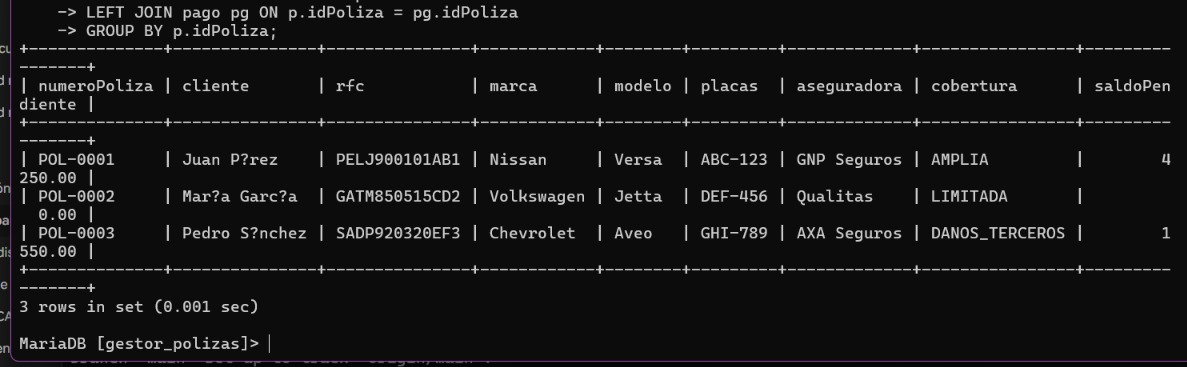 -> LEFT JOIN pago pg ON p.idPoliza = pg.idPoliza
-> GROUP BY p.idPoliza;
+--------------+---------------+---------------+------------+--------+---------+-------------+----------------+---------
-------+
| numeroPoliza | cliente | rfc | marca | modelo | placas | aseguradora | cobertura | saldoPen
diente |
+--------------+---------------+---------------+------------+--------+---------+-------------+----------------+---------
-------+
| POL-0001 | Juan P?rez | PELJ900101AB1 | Nissan | Versa | ABC-123 | GNP Seguros | AMPLIA | 4
250.00 |
| POL-0002 | Mar?a Garc?a | GATM850515CD2 | Volkswagen | Jetta | DEF-456 | Qualitas | LIMITADA |
0.00 |
| POL-0003 | Pedro S?nchez | SADP920320EF3 | Chevrolet | Aveo | GHI-789 | AXA Seguros | DANOS_TERCEROS | 1
550.00 |
+--------------+---------------+---------------+------------+--------+---------+-------------+----------------+---------
-------+
3 rows in set (0.001 sec)
MariaDB [gestor_polizas]>